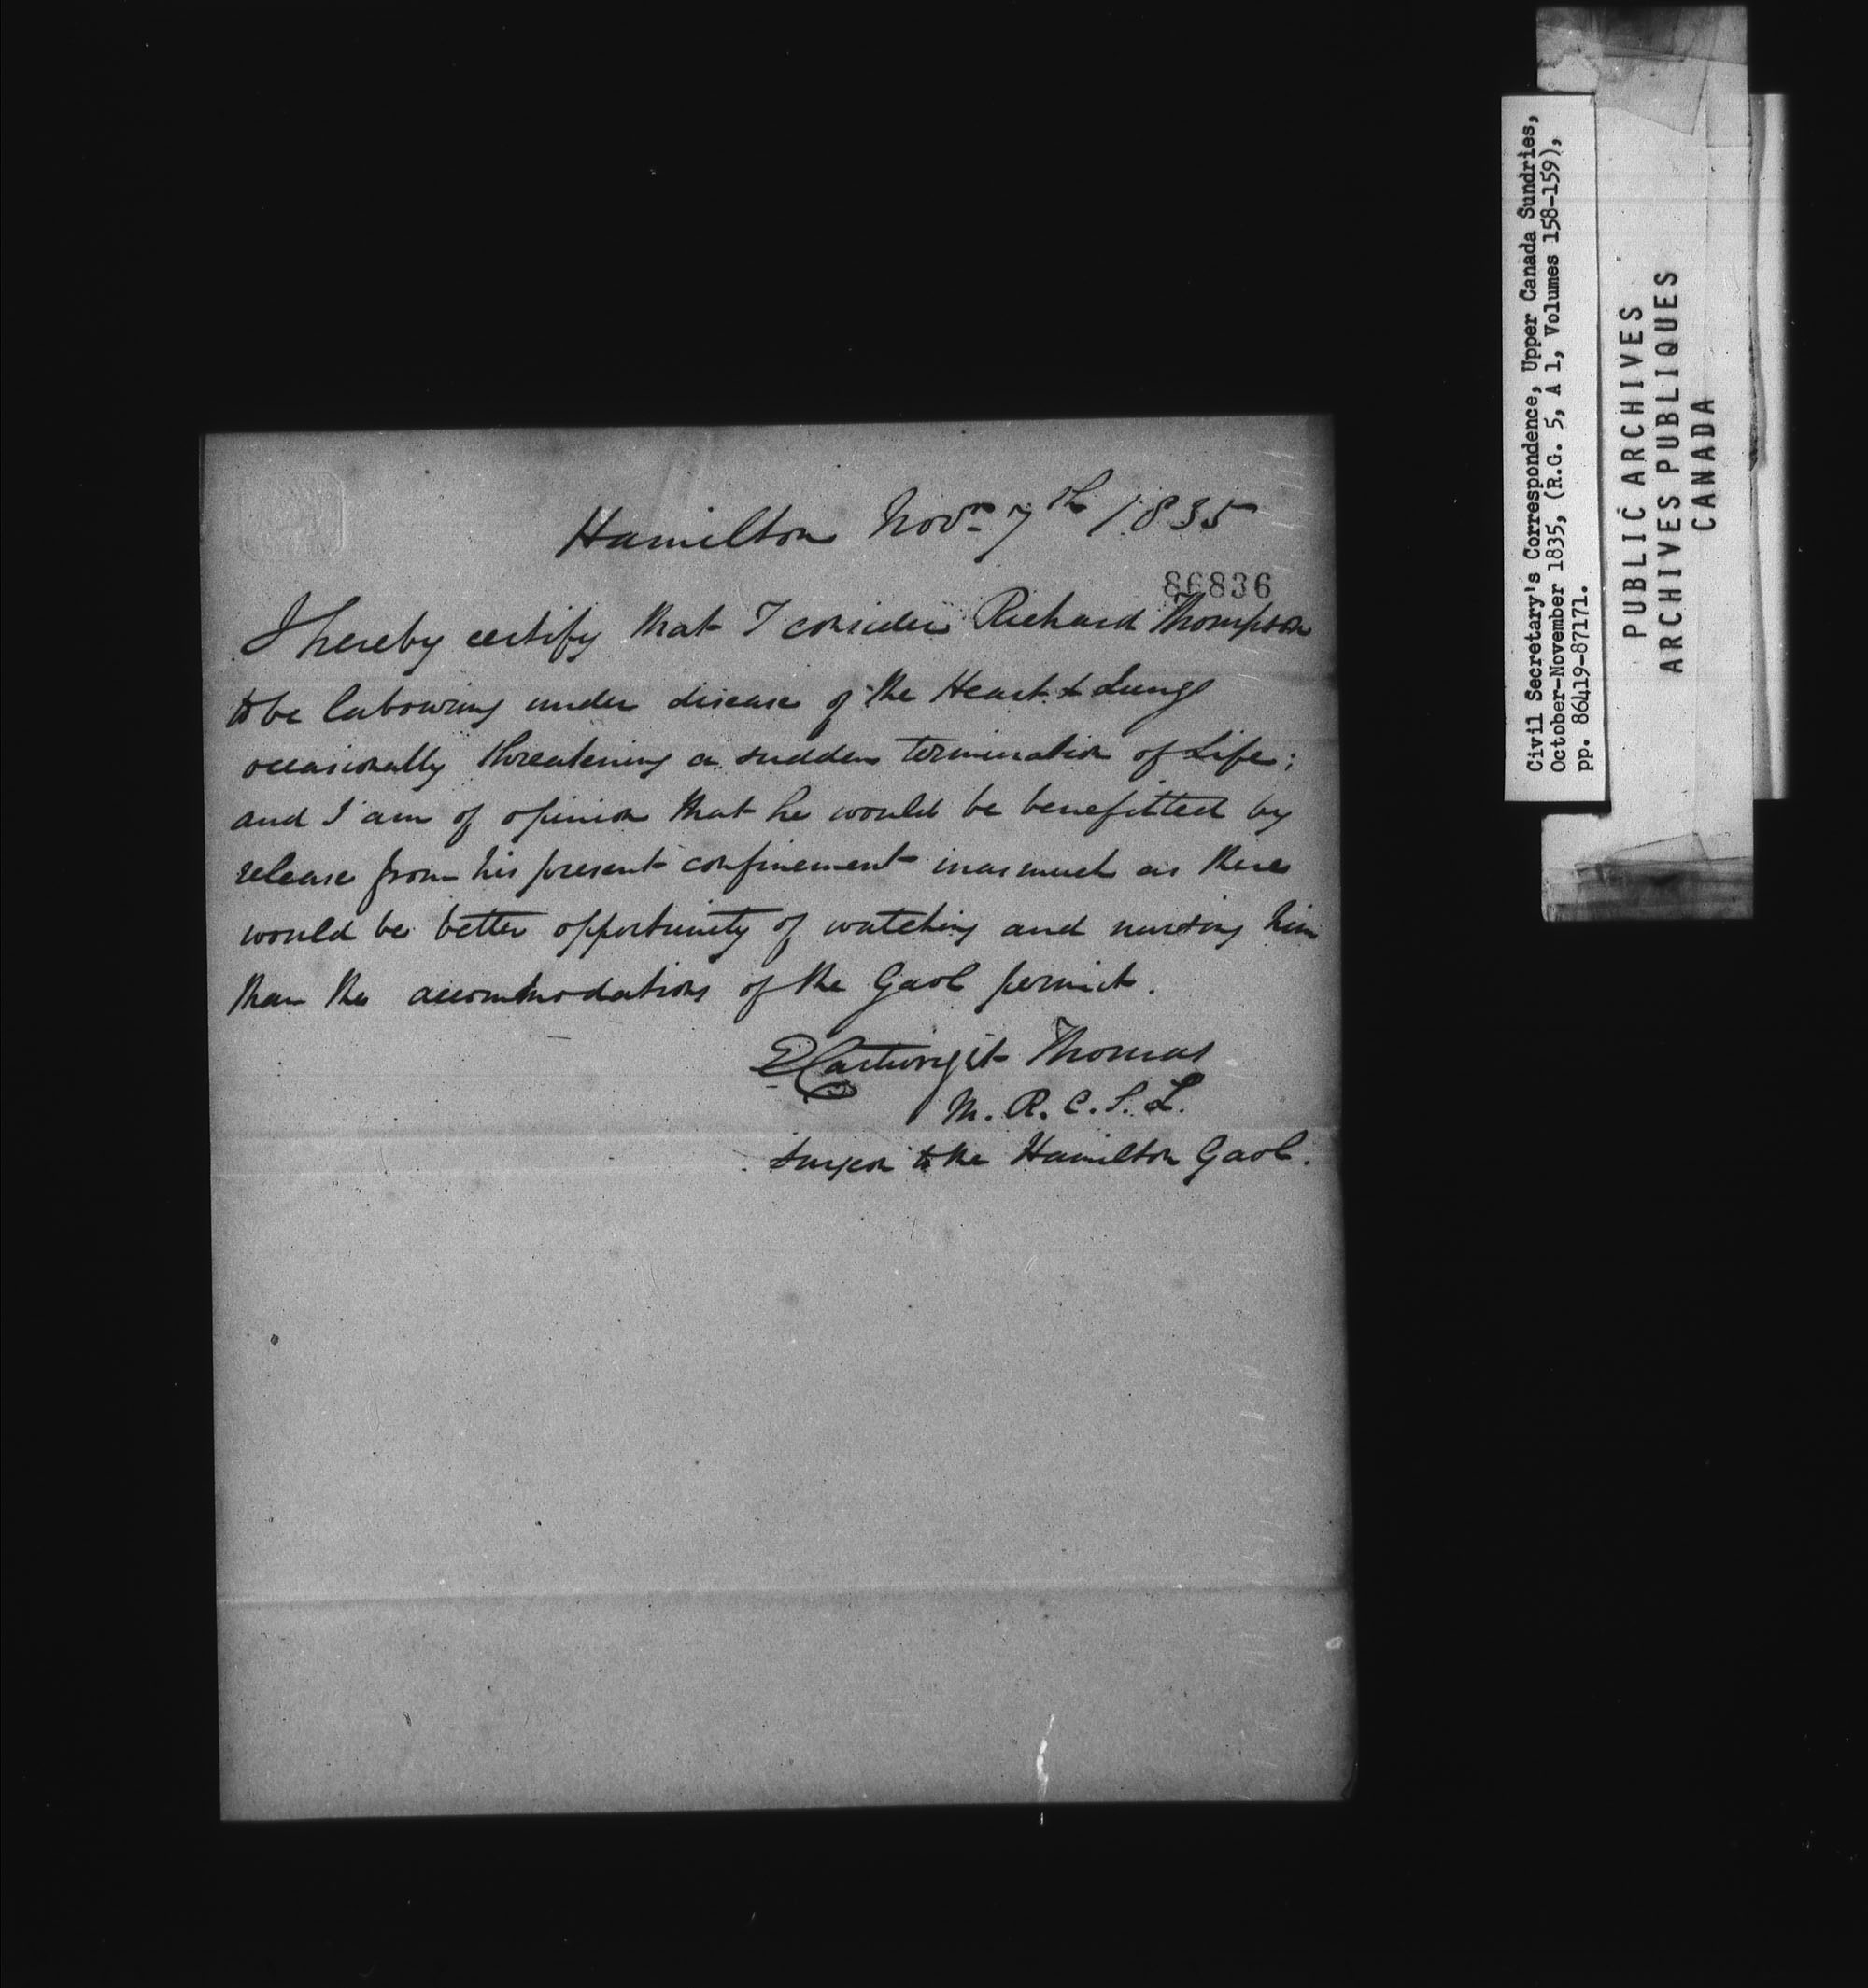 Hamilton Novr 7th 1835
86836
I hereby certify that I consider Richard Thompson
to be labouring under disease of the Heart & Lungs
occasionally threatening a sudden termination of Life;
and I am of opinion that he would be benefitted by
release from his present confinement inasmuch as there
would be better opportunity of watching and nursing him
than the accommodations of the Gaol permit.
E Cartwright Thomas
M. R. C. S. L.
Surgeon to the Hamilton Gaol.
Civil Secretary's Correspondence, Upper Canada Sundries,
October-November 1835, (R.G. 5, A 1, Volumes 158-159),
pp. 86419-87171.
PUBLIC ARCHIVES
ARCHIVES PUBLIQUES
CANADA